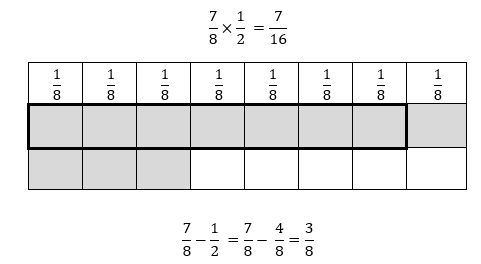 7/8 × 1/2 = 7/16
1/8 1/8 1/8 1/8 1/8 1/8 1/8 1/8
7/8 − 1/2 = 7/8 − 4/8 = 3/8